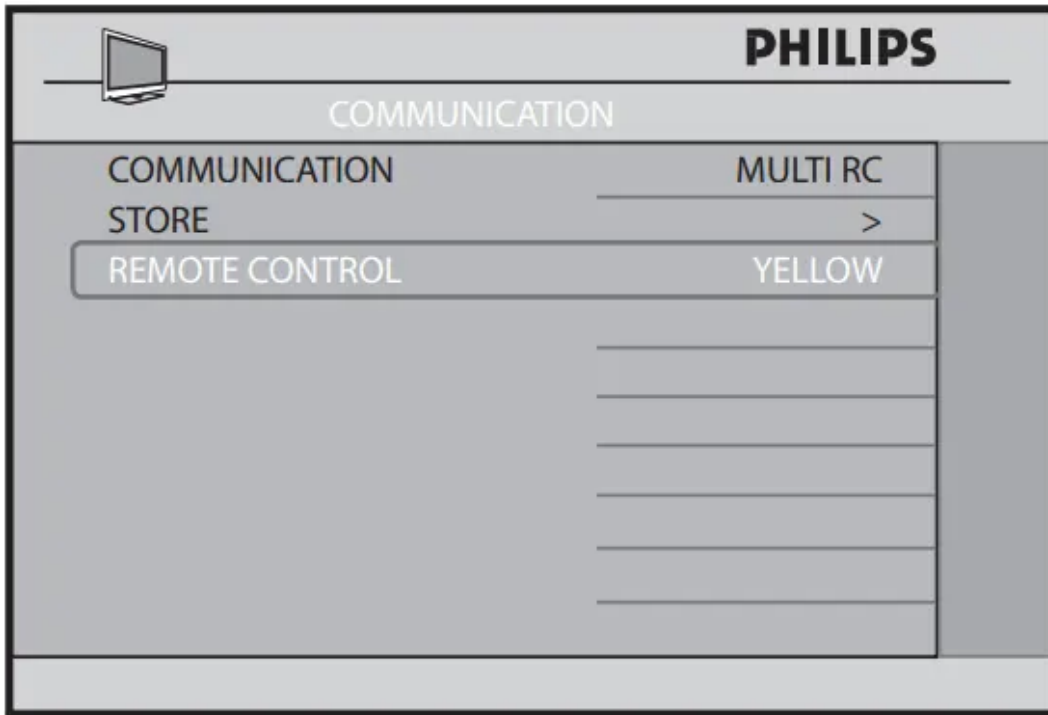 PHILIPS
COMMUNICATION
COMMUNICATION MULTI RC
STORE >
REMOTE CONTROL YELLOW